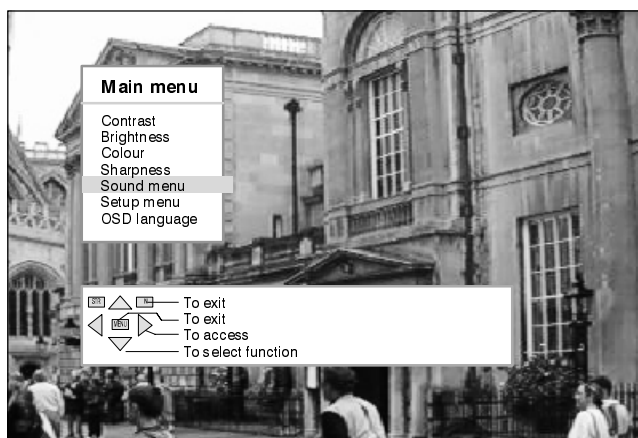 Main menu
Contrast
Brightness
Colour
Sharpness
Sound menu
Setup menu
OSD language
STR N To exit
To exit
MENU To access
To select function